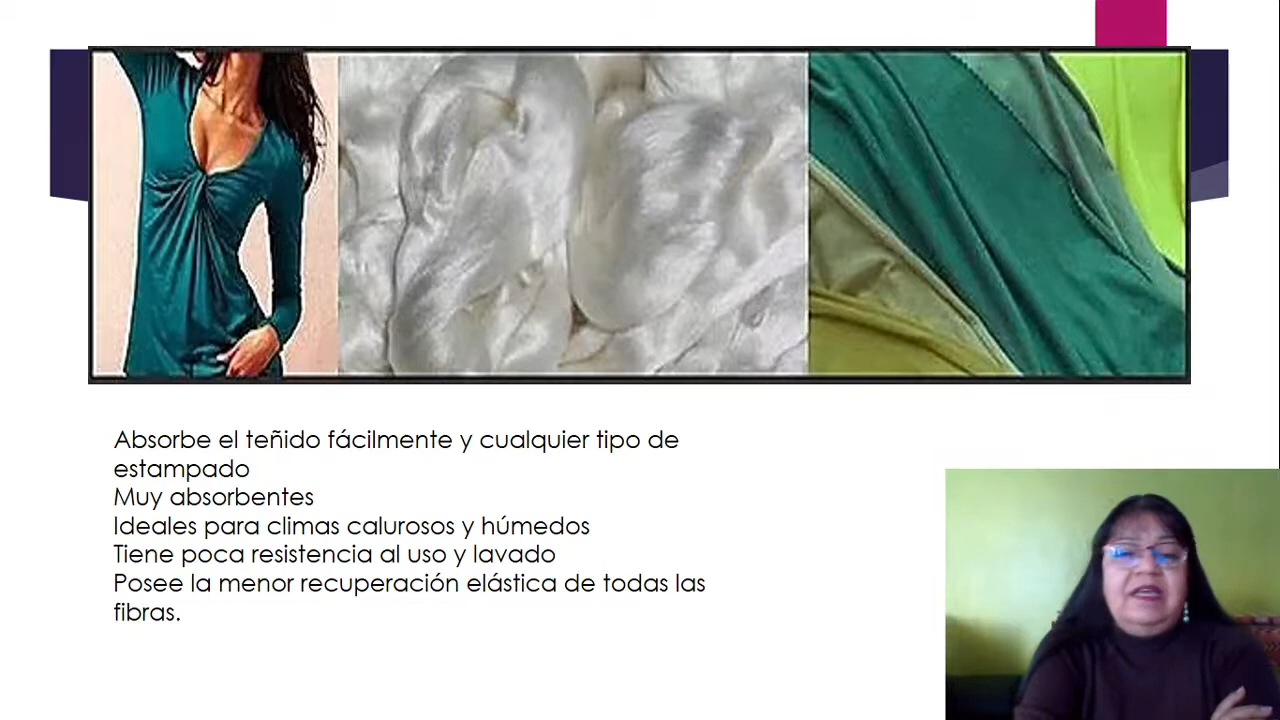 Absorbe el teñido fácilmente y cualquier tipo de
estampado
Muy absorbentes
Ideales para climas calurosos y húmedos
Tiene poca resistencia al uso y lavado
Posee la menor recuperación elástica de todas las
fibras.